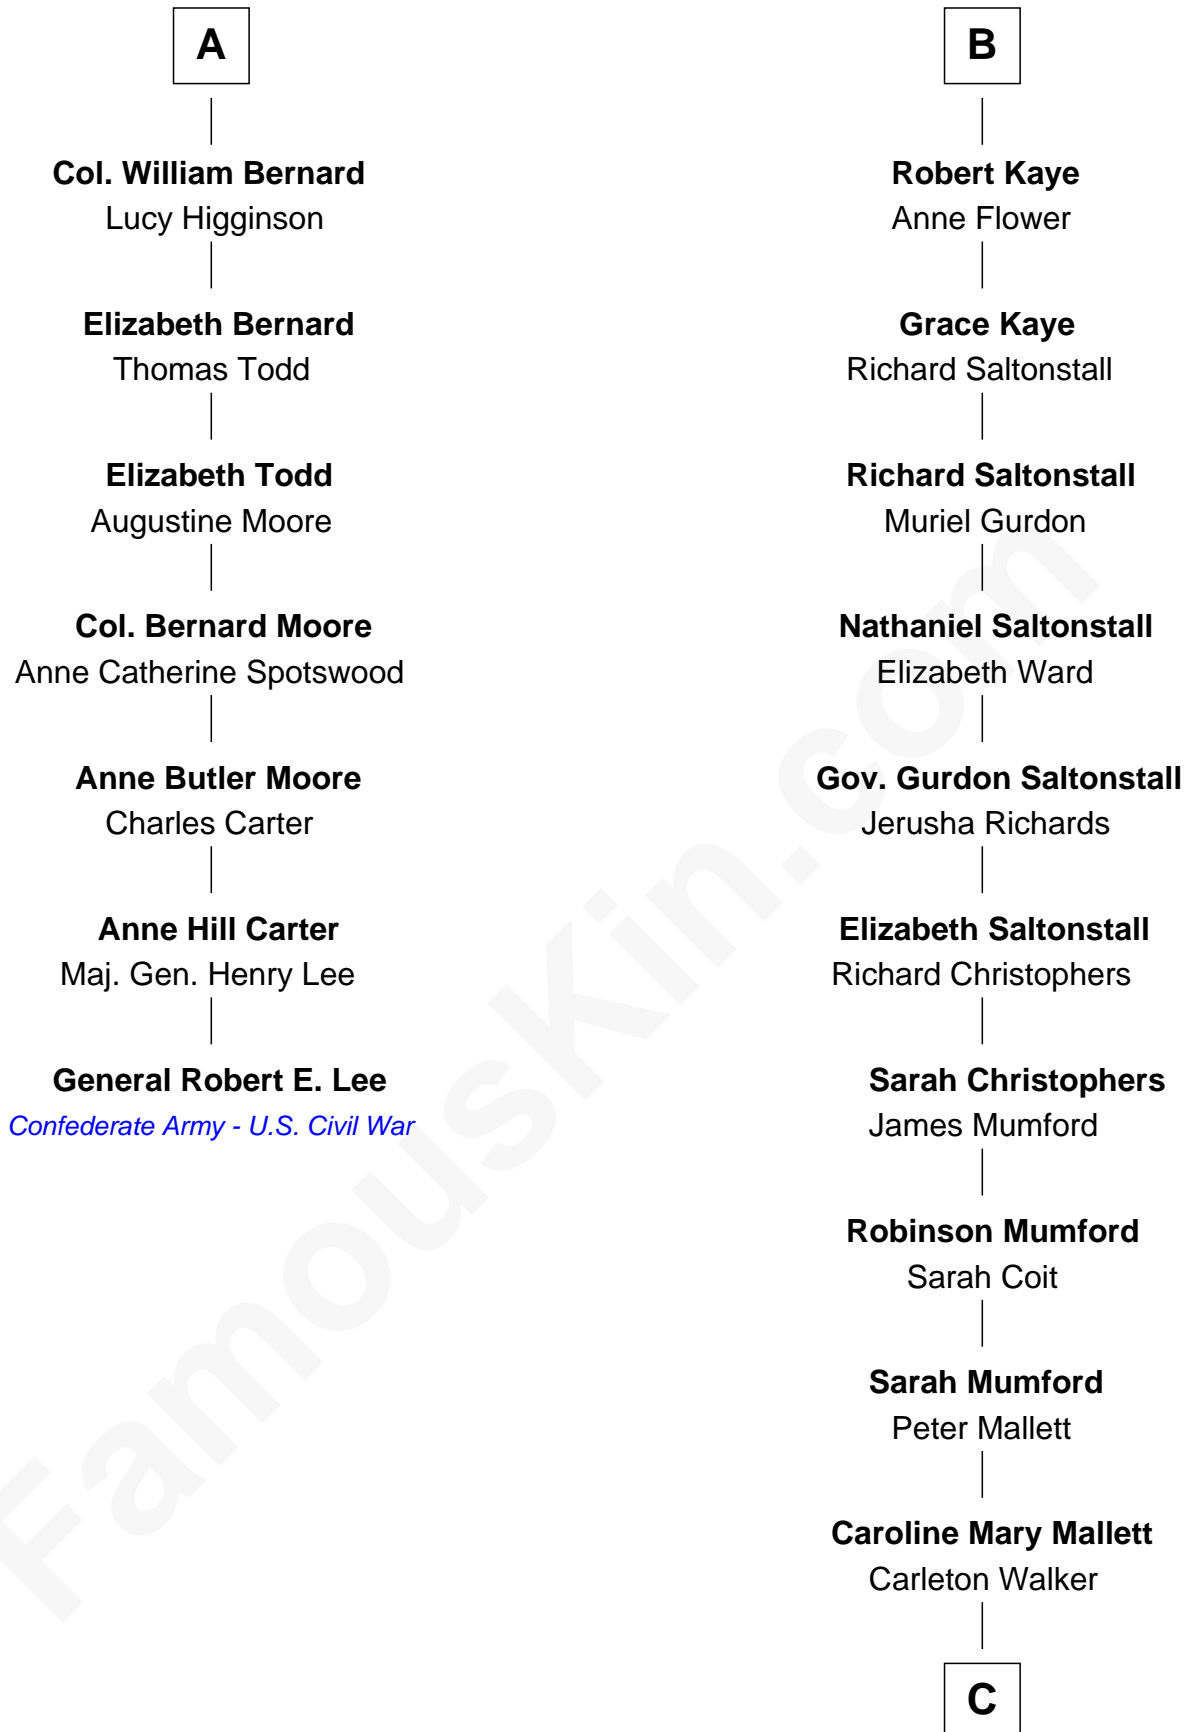 A
Col. William Bernard
Lucy Higginson
Elizabeth Bernard
Thomas Todd
Elizabeth Todd
Augustine Moore
Col. Bernard Moore
Anne Catherine Spotswood
Anne Butler Moore
Charles Carter
Anne Hill Carter
Maj. Gen. Henry Lee
General Robert E. Lee
Confederate Army - U.S. Civil War
B
Robert Kaye
Anne Flower
Grace Kaye
Richard Saltonstall
Richard Saltonstall
Muriel Gurdon
Nathaniel Saltonstall
Elizabeth Ward
Gov. Gurdon Saltonstall
Jerusha Richards
Elizabeth Saltonstall
Richard Christophers
Sarah Christophers
James Mumford
Robinson Mumford
Sarah Coit
Sarah Mumford
Peter Mallett
Caroline Mary Mallett
Carleton Walker
C
FamousKin.com